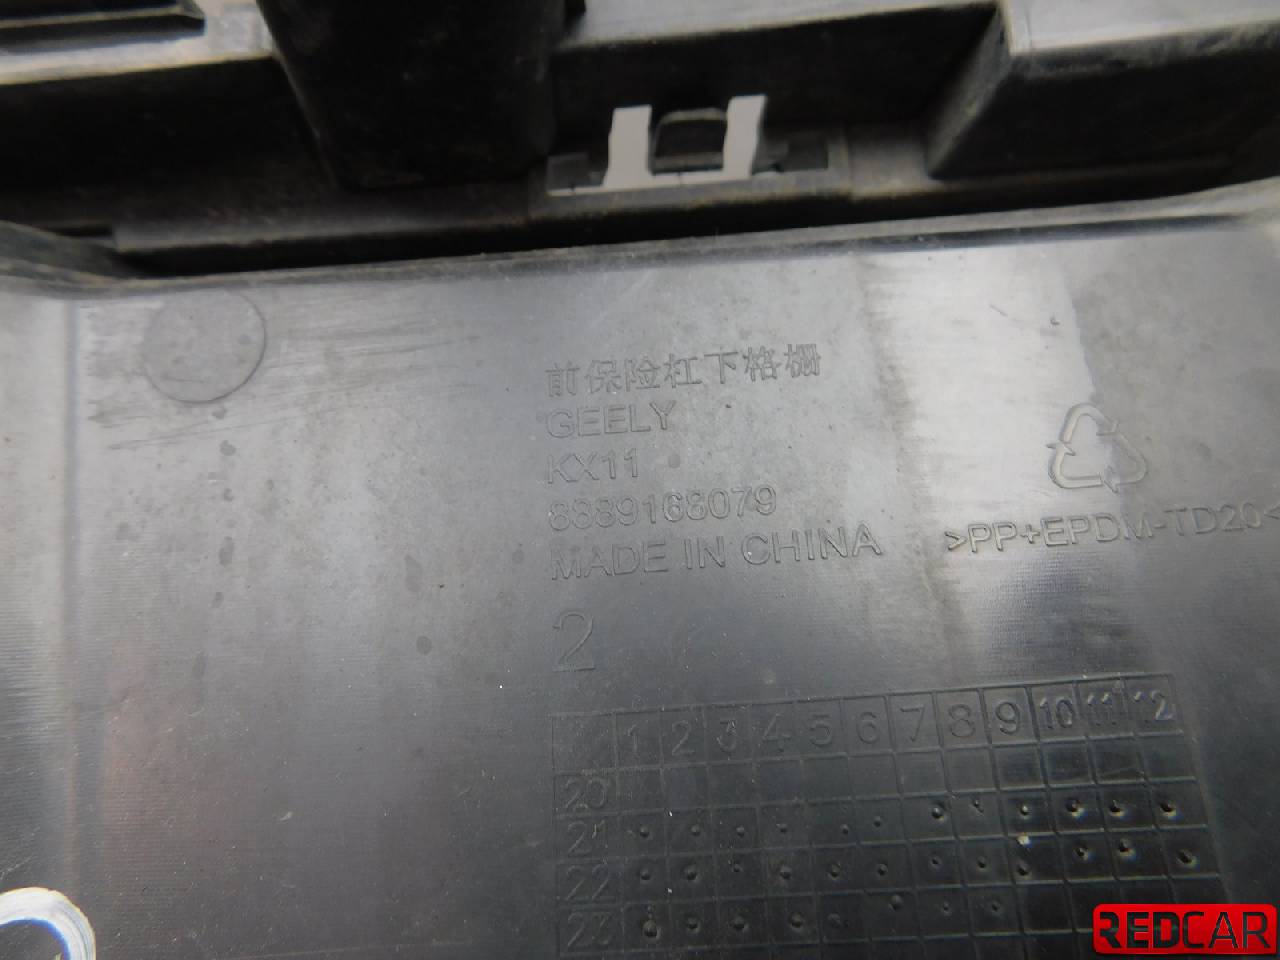 前保险杠下格栅
GEELY
KX11
8889168079
MADE IN CHINA
>PP+EPDM-TD20<
2
1 2 3 4 5 6 7 8 9 10 11 12
20
21
22
23
REDCAR